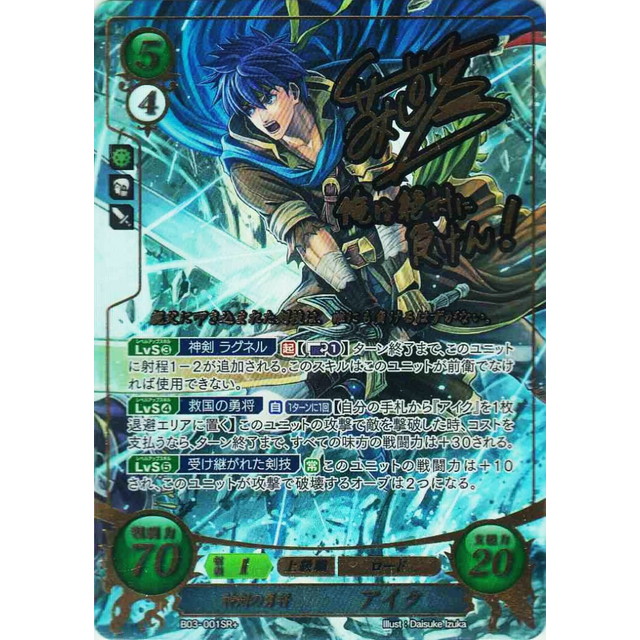 5
4
俺は絶対に
負けん!
LvS3 神剣 ラグネル 起【1】ターン終了まで、このユニット
に射程1-2が追加される。このスキルはこのユニットが前衛でなけ
れば使用できない。
LvS4 救国の勇将 自 1ターンに1回【自分の手札から『アイク』を1枚
退避エリアに置く】このユニットの攻撃で敵を撃破した時、コストを
支払うなら、ターン終了まで、すべての味方の戦闘力は+30される。
LvS5 受け継がれた剣技 常 このユニットの戦闘力は+10
され、このユニットが攻撃で破壊するオーブは2つになる。
戦闘力
70
上級職
ロード
支援力
20
神剣の勇将 アイク
B03-001SR+
Illust : Daisuke Izuka